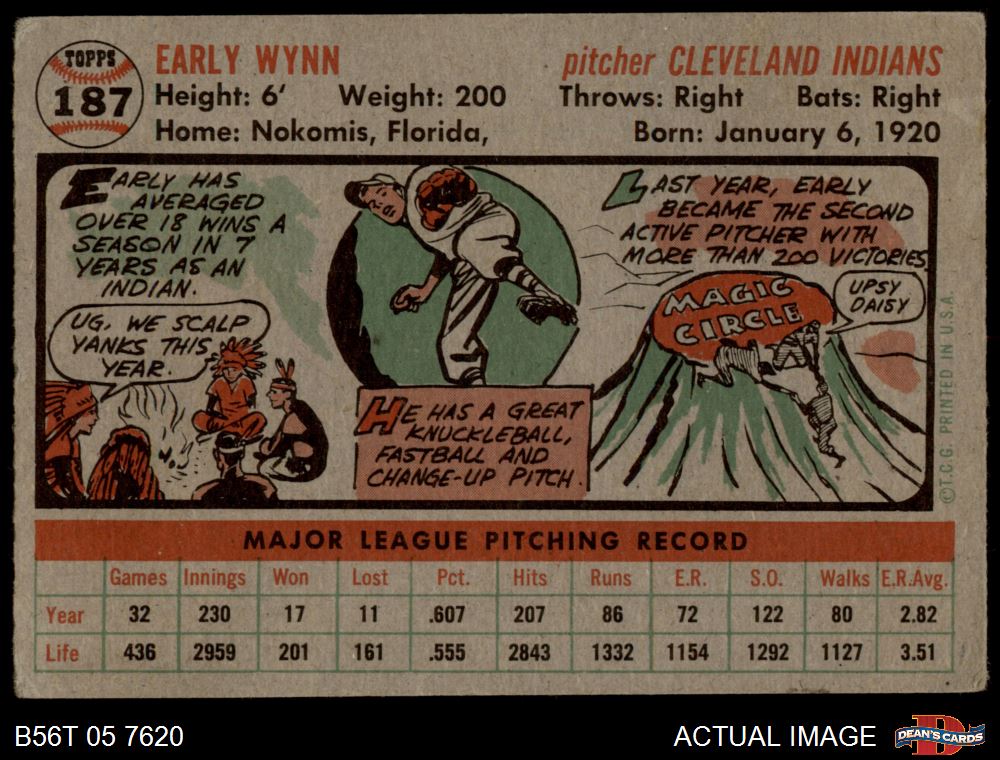 TOPPS
187
EARLY WYNN
pitcher CLEVELAND INDIANS
Height: 6' Weight: 200 Throws: Right Bats: Right
Home: Nokomis, Florida, Born: January 6, 1920
EARLY HAS
AVERAGED
OVER 18 WINS A
SEASON IN 7
YEARS AS AN
INDIAN.
UG, WE SCALP
YANKS THIS
YEAR.
HE HAS A GREAT
KNUCKLEBALL,
FASTBALL AND
CHANGE-UP PITCH.
LAST YEAR, EARLY
BECAME THE SECOND
ACTIVE PITCHER WITH
MORE THAN 200 VICTORIES.
MAGIC
CIRCLE
UPSY
DAISY
©T.C.G. PRINTED IN U.S.A.
MAJOR LEAGUE PITCHING RECORD
Games Innings Won Lost Pct. Hits Runs E.R. S.O. Walks E.R.Avg.
Year 32 230 17 11 .607 207 86 72 122 80 2.82
Life 436 2959 201 161 .555 2843 1332 1154 1292 1127 3.51
B56T 05 7620
ACTUAL IMAGE
D
DEAN'S CARDS